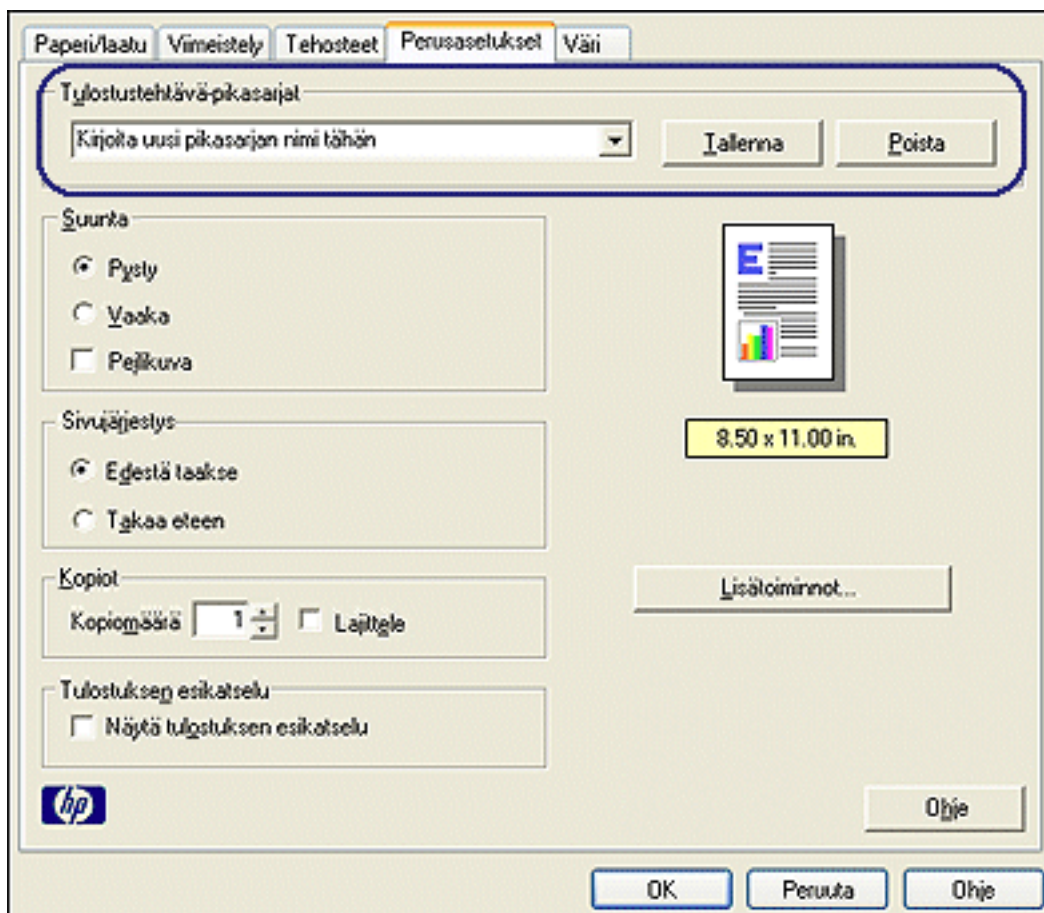 Paperi/laatu Viimeistely Tehosteet Perusasetukset Väri
Tulostustehtävä-pikasarjat
Kirjoita uusi pikasarjan nimi tähän Tallenna Poista
Suunta
Pysty
Vaaka
Peilikuva
E
8.50 x 11.00 in.
Sivujärjestys
Edestä taakse
Takaa eteen
Kopiot
Kopiomäärä 1 Lajittele
Lisätoiminnot...
Tulostuksen esikatselu
Näytä tulostuksen esikatselu
hp
Ohje
OK Peruuta Ohje